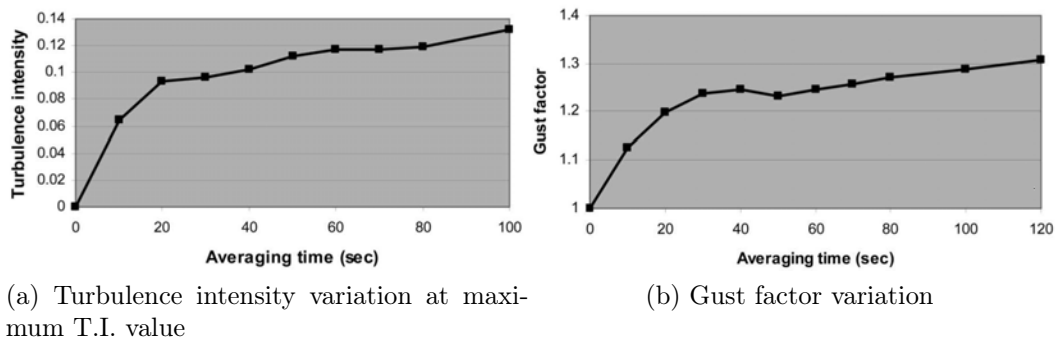 0.14
0.12
0.1
0.08
0.06
0.04
0.02
0
Turbulence intensity
0 20 40 60 80 100
Averaging time (sec)
(a) Turbulence intensity variation at maxi-
mum T.I. value
1.4
1.3
1.2
1.1
1
Gust factor
0 20 40 60 80 100 120
Averaging time (sec)
(b) Gust factor variation